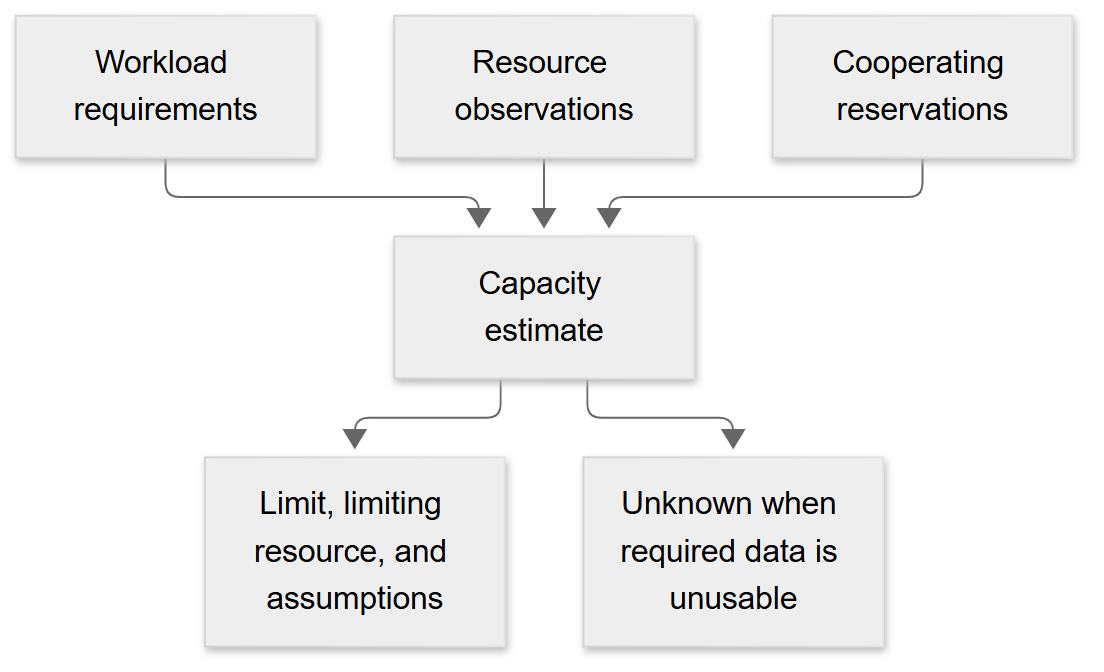 Workload
requirements
Resource
observations
Cooperating
reservations
Capacity
estimate
Limit, limiting
resource, and
assumptions
Unknown when
required data is
unusable